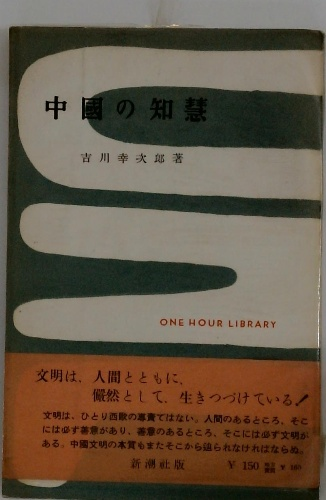 中國の知慧
吉川幸次郎著
ONE HOUR LIBRARY
文明は、人間とともに、
儼然として、生きつづけている!
文明は、ひとり西欧の専賣ではない。人間のあるところ、そこ
には必ず善意があり、善意のあるところ、そこには必ず文明が
ある。中國文明の本質もまたそこから辿られなければならぬ。
新潮社版
¥ 150
¥ 160